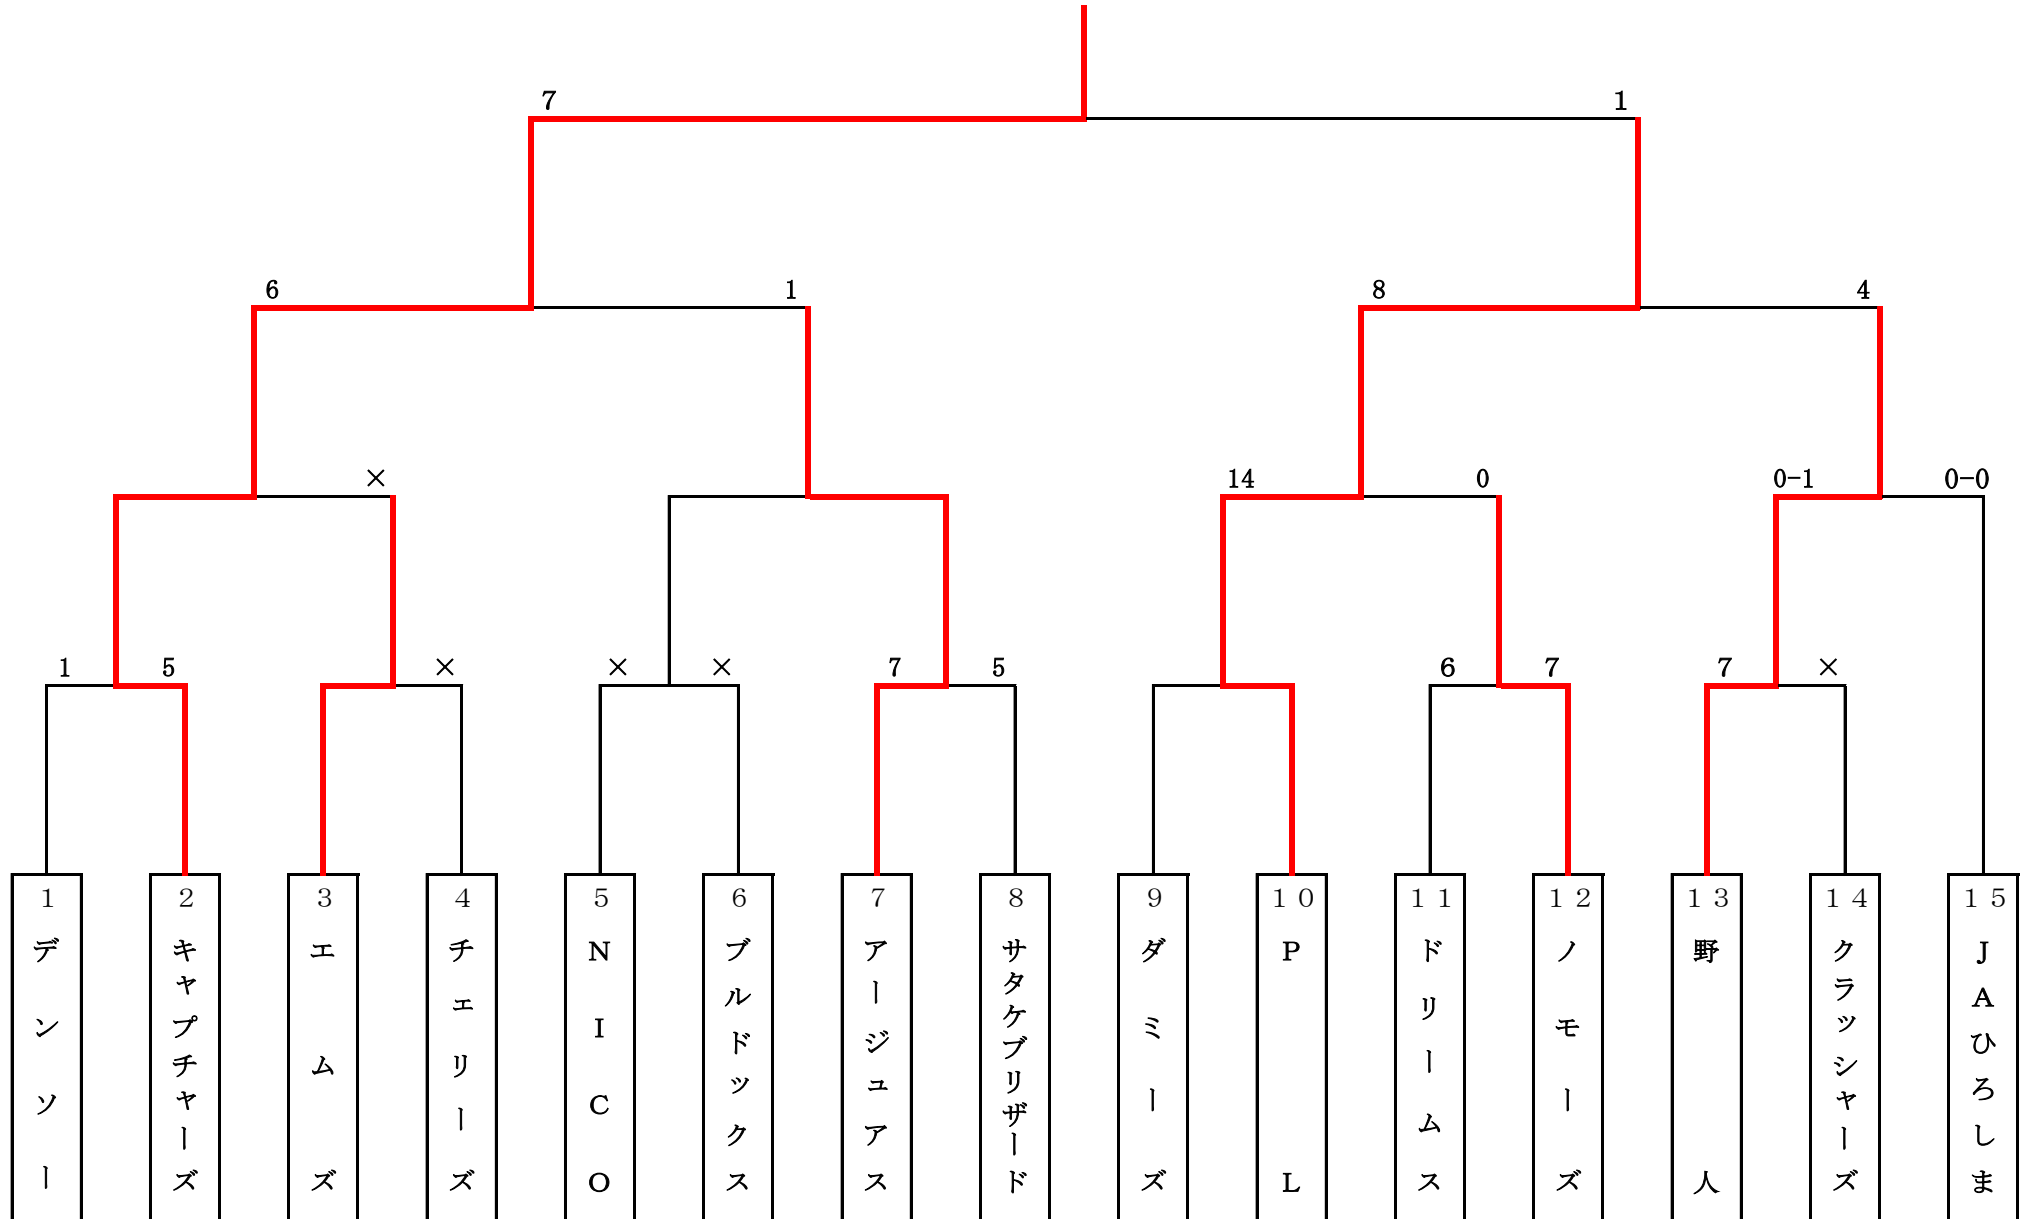 7 1
6 1 8 4
× 14 0 0-1 0-0
1 5 × × × 7 5 6 7 7 ×
1 2 3 4 5 6 7 8 9 10 11 12 13 14 15
デンソー
キャプチャーズ
エムズ
チェリーズ
NICO
ブルドックス
アージュアス
サタケブリザード
ダミーズ
PL
ドリームス
ノモーズ
野人
クラッシャーズ
JAひろしま